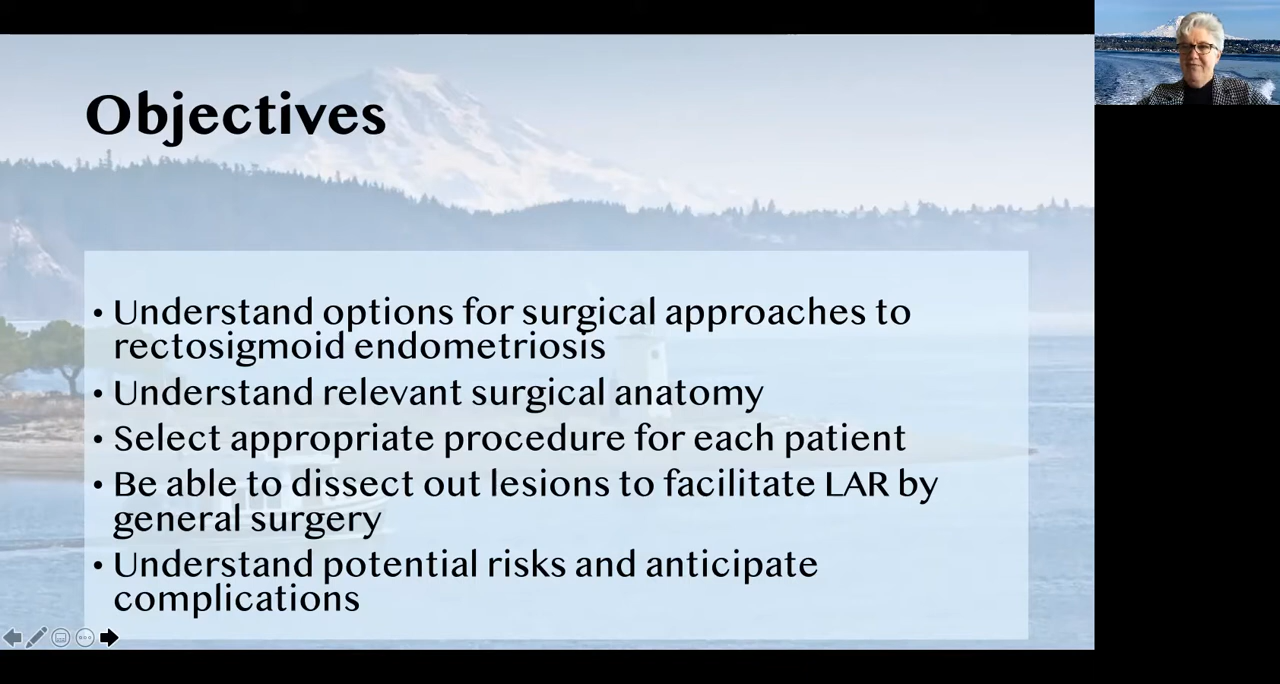 Objectives
• Understand options for surgical approaches to
rectosigmoid endometriosis
• Understand relevant surgical anatomy
• Select appropriate procedure for each patient
• Be able to dissect out lesions to facilitate LAR by
general surgery
• Understand potential risks and anticipate
complications